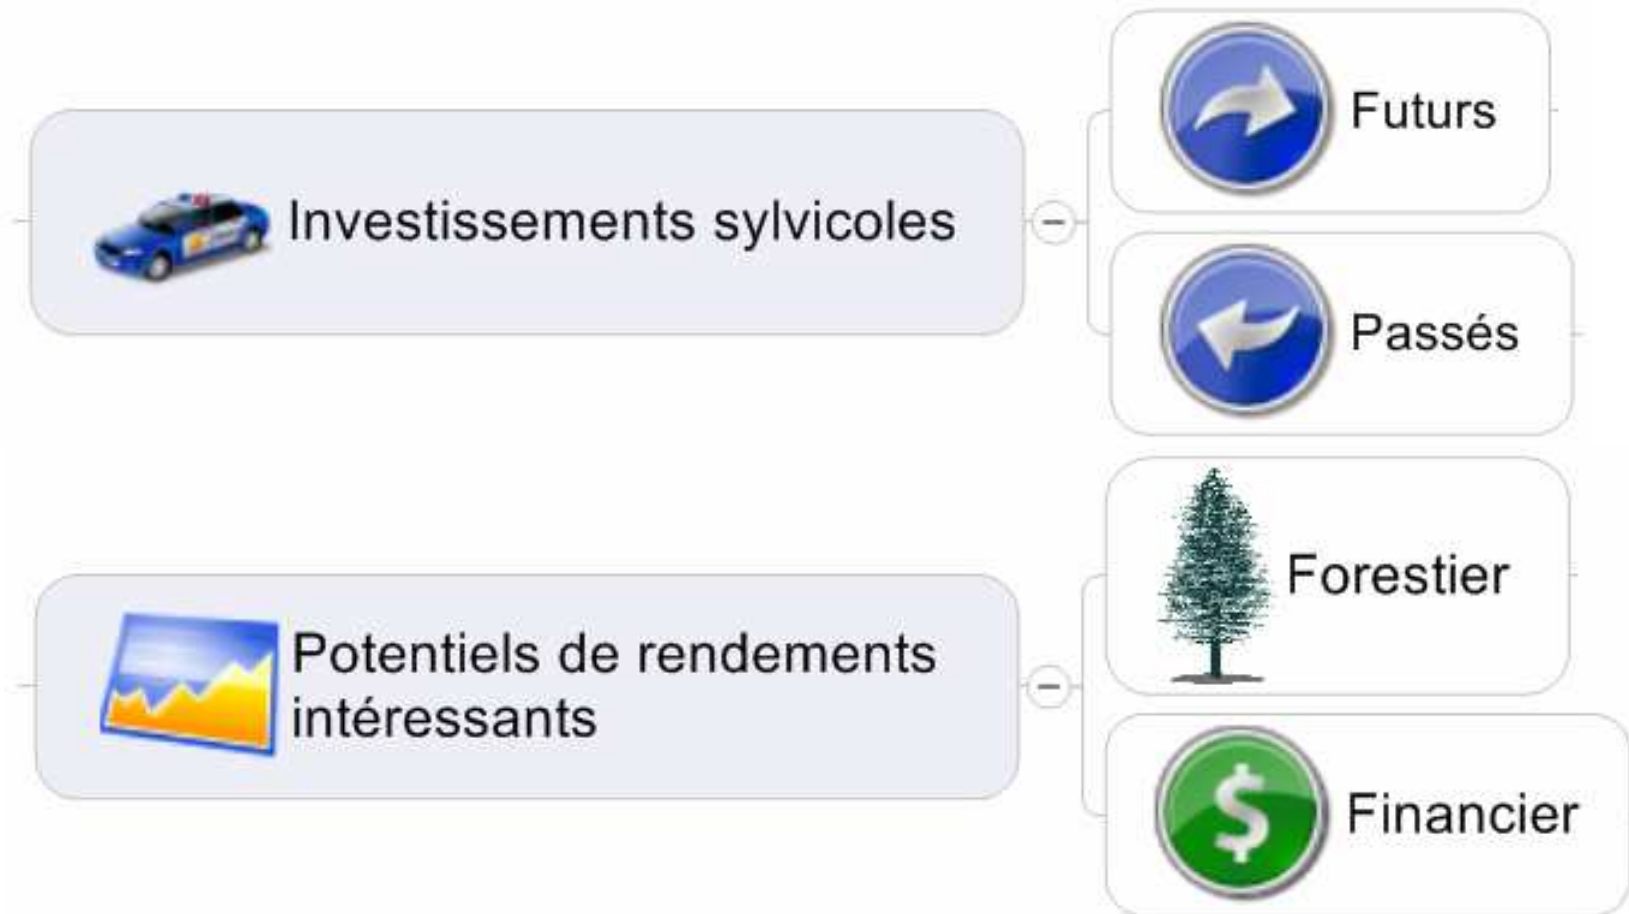 Investissements sylvicoles
Futurs
Passés
Potentiels de rendements
intéressants
Forestier
Financier